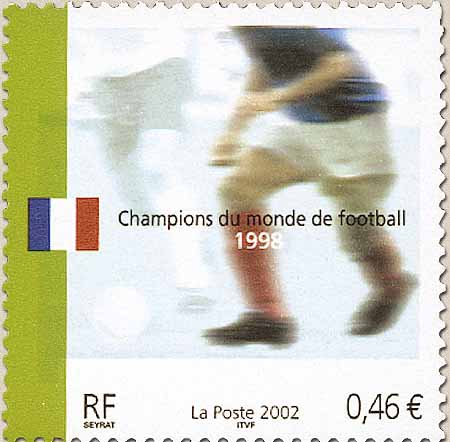 Champions du monde de football
1998
RF
SEYRAT
La Poste 2002
ITVF
0,46 €